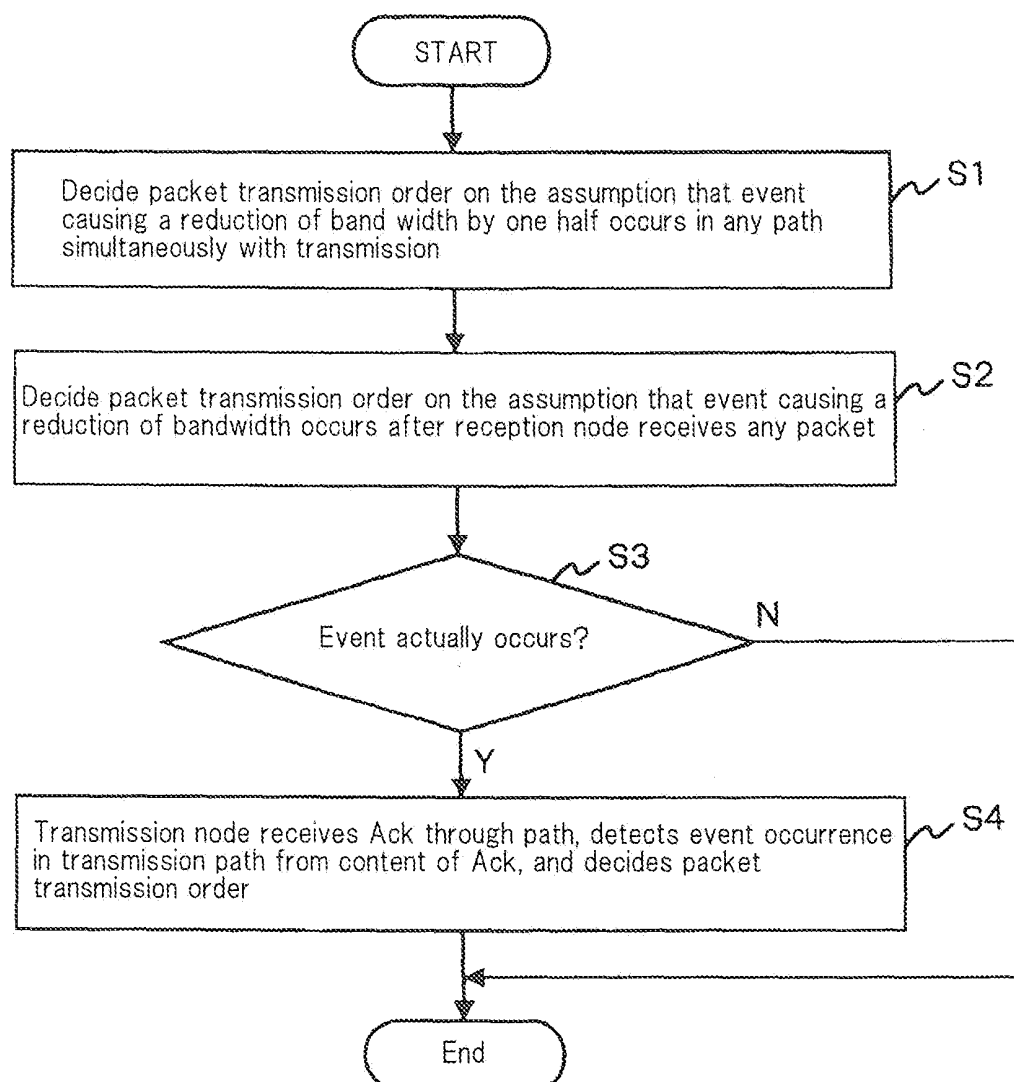 START
S1
Decide packet transmission order on the assumption that event
causing a reduction of band width by one half occurs in any path
simultaneously with transmission
S2
Decide packet transmission order on the assumption that event causing a
reduction of bandwidth occurs after reception node receives any packet
S3
Event actually occurs?
N
Y
S4
Transmission node receives Ack through path, detects event occurrence
in transmission path from content of Ack, and decides packet
transmission order
End